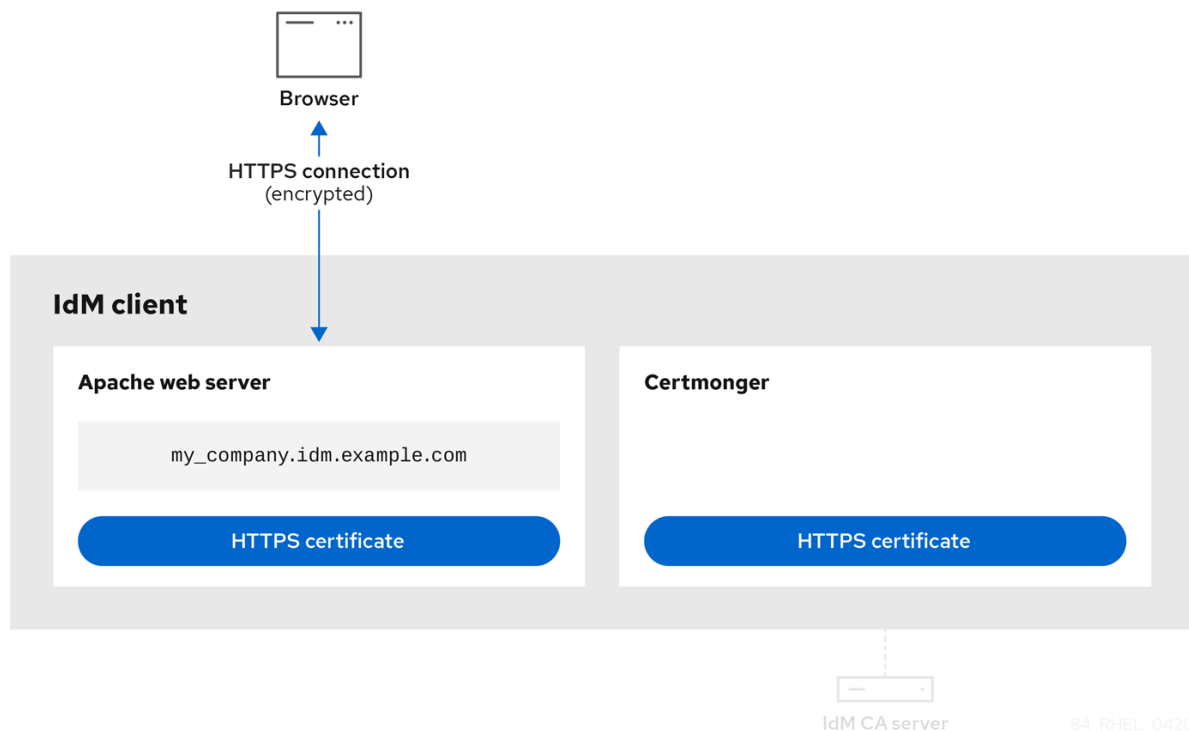 Browser
HTTPS connection
(encrypted)
IdM client
Apache web server
Certmonger
my_company.idm.example.com
HTTPS certificate
HTTPS certificate
IdM CA server
84_RHEL_0420